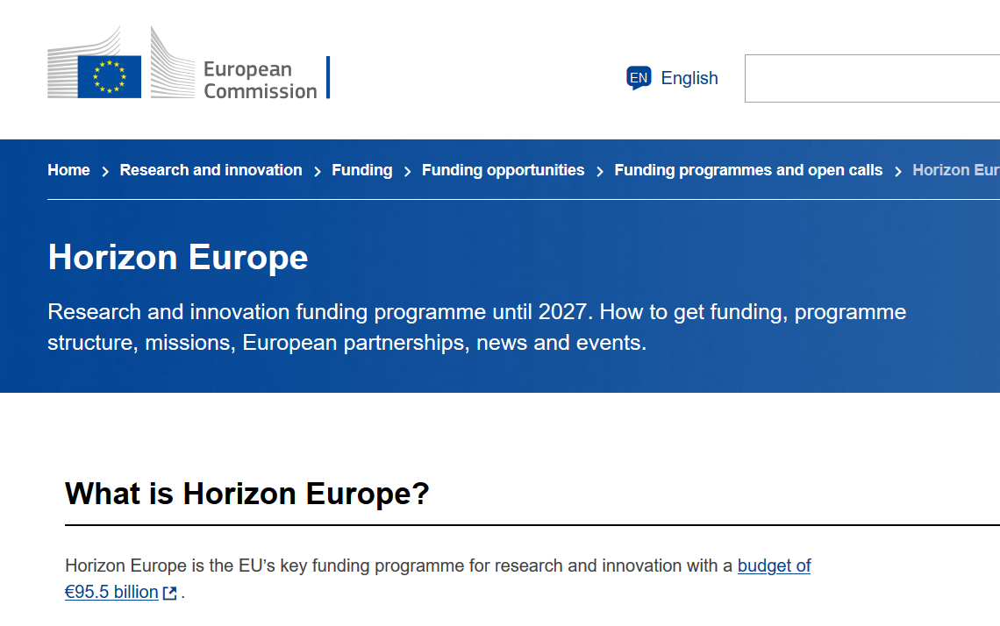 European
Commission
EN English
Home > Research and innovation > Funding > Funding opportunities > Funding programmes and open calls > Horizon Eur
Horizon Europe
Research and innovation funding programme until 2027. How to get funding, programme
structure, missions, European partnerships, news and events.
What is Horizon Europe?
Horizon Europe is the EU’s key funding programme for research and innovation with a budget of
€95.5 billion .